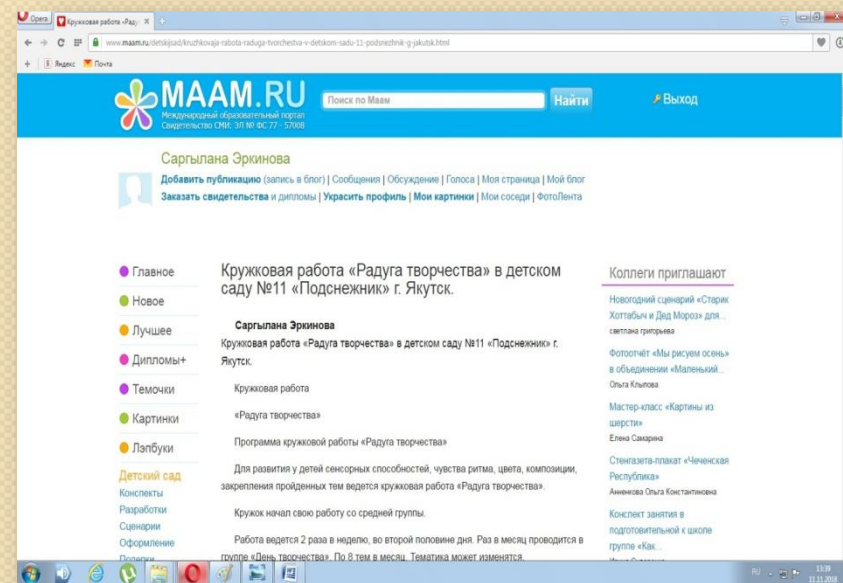 Opera
Кружковая работа «Раду
www.maam.ru/detskijsad/kruzhkovaja-rabota-raduga-tvorchestva-v-detskom-sadu-11-podsnezhnik-g-jakutsk.html
Яндекс Почта
MAAM.RU
Международный образовательный портал
Свидетельство СМИ: ЭЛ № ФС 77 - 57008
Поиск по Маам
Найти
Выход
Саргылана Эркинова
Добавить публикацию (запись в блог) | Сообщения | Обсуждение | Голоса | Моя страница | Мой блог
Заказать свидетельства и дипломы | Украсить профиль | Мои картинки | Мои соседи | ФотоЛента
Главное
Новое
Лучшее
Дипломы+
Темочки
Картинки
Лэпбуки
Детский сад
Конспекты
Разработки
Сценарии
Оформление
Поделки
Кружковая работа «Радуга творчества» в детском
саду №11 «Подснежник» г. Якутск.
Саргылана Эркинова
Кружковая работа «Радуга творчества» в детском саду №11 «Подснежник» г.
Якутск.
Кружковая работа
«Радуга творчества»
Программа кружковой работы «Радуга творчества»
Для развития у детей сенсорных способностей, чувства ритма, цвета, композиции,
закрепления пройденных тем ведется кружковая работа «Радуга творчества».
Кружок начал свою работу со средней группы.
Работа ведется 2 раза в неделю, во второй половине дня. Раз в месяц проводится в
группе «День творчества». По 8 тем в месяц. Тематика может изменятся.
Коллеги приглашают
Новогодний сценарий «Старик
Хоттабыч и Дед Мороз» для...
светлана григорьева
Фотоотчёт «Мы рисуем осень»
в объединении «Маленький...
Ольга Клыпова
Мастер-класс «Картины из
шерсти»
Елена Самарина
Стенгазета-плакат «Чеченская
Республика»
Анненкова Ольга Константиновна
Конспект занятия в
подготовительной к школе
группе «Как...
RU
13:39
11.11.2018